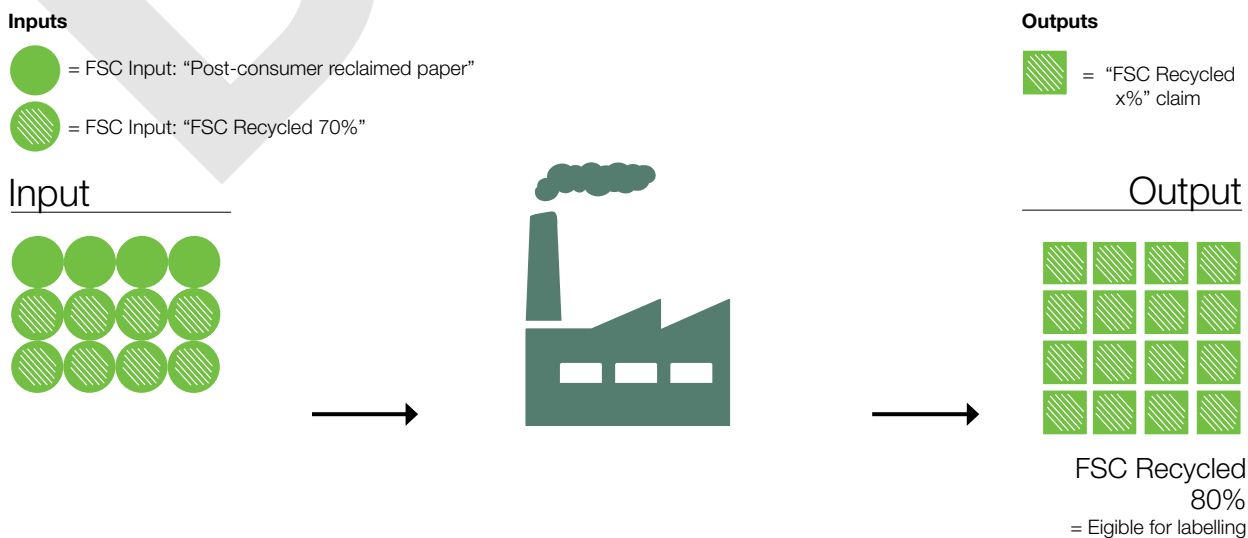 Inputs
= FSC Input: “Post-consumer reclaimed paper”
= FSC Input: “FSC Recycled 70%”
Input
Outputs
= “FSC Recycled
x%” claim
Output
FSC Recycled
80%
= Eigible for labelling